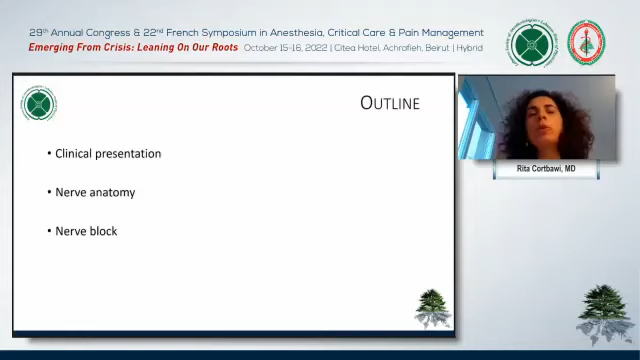 29th Annual Congress & 22nd French Symposium in Anesthesia, Critical Care & Pain Management
Emerging From Crisis: Leaning On Our Roots October 15-16, 2022 | Citea Hotel, Achrafieh, Beirut | Hybrid
OUTLINE
• Clinical presentation
• Nerve anatomy
• Nerve block
Rita Cortbawi, MD